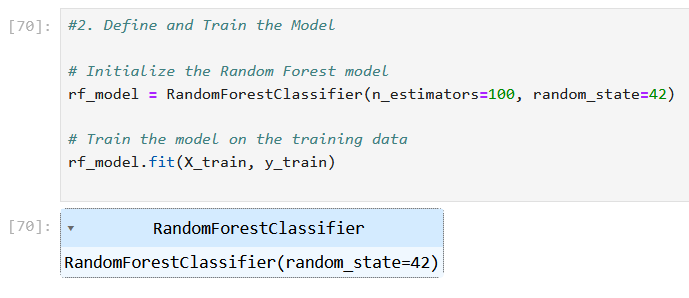 [70]:
#2. Define and Train the Model
# Initialize the Random Forest model
rf_model = RandomForestClassifier(n_estimators=100, random_state=42)
# Train the model on the training data
rf_model.fit(X_train, y_train)
[70]:
RandomForestClassifier
RandomForestClassifier(random_state=42)